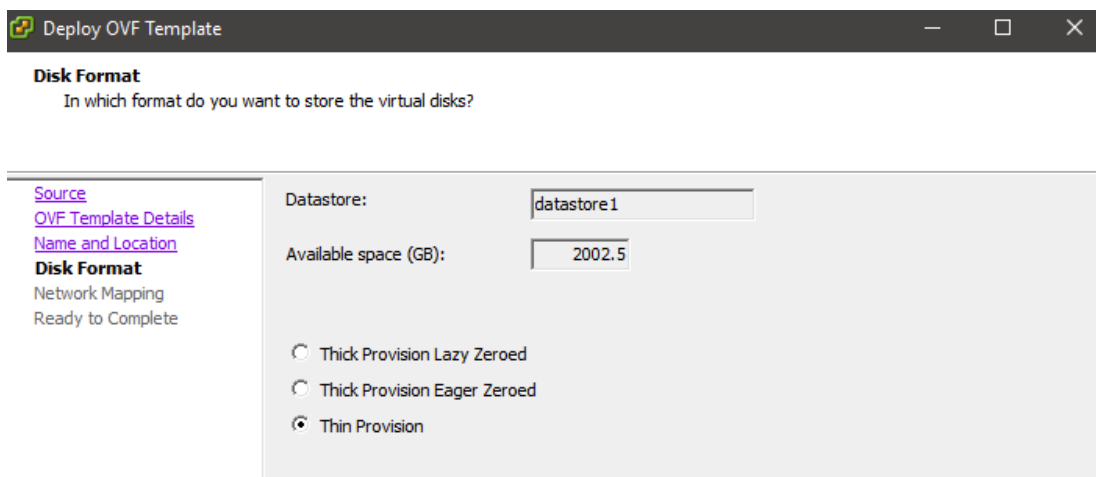 Deploy OVF Template
Disk Format
In which format do you want to store the virtual disks?
Source
OVF Template Details
Name and Location
Disk Format
Network Mapping
Ready to Complete
Datastore: datastore1
Available space (GB): 2002.5
Thick Provision Lazy Zeroed
Thick Provision Eager Zeroed
Thin Provision